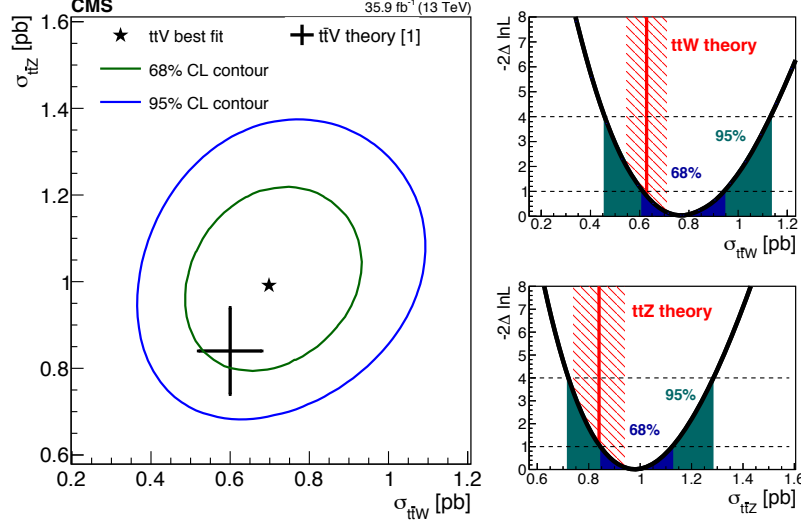 CMS 35.9 fb⁻¹ (13 TeV)
σ_tt̄Z [pb]
1.6
1.4
1.2
1
0.8
0.6
tt̄V best fit
tt̄V theory [1]
68% CL contour
95% CL contour
0.2 0.4 0.6 0.8 1.0 1.2
σ_tt̄W [pb]
-2Δ lnL
8
7
6
5
4
3
2
1
0
ttW theory
95%
68%
0.2 0.4 0.6 0.8 1 1.2
σ_tt̄W [pb]
-2Δ lnL
8
7
6
5
4
3
2
1
0
ttZ theory
95%
68%
0.6 0.8 1 1.2 1.4 1.6
σ_tt̄Z [pb]